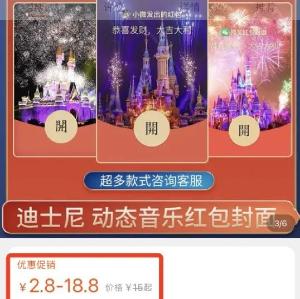 小微发出的红包
恭喜发财，大吉大利
開
開
開
超多款式咨询客服
迪士尼 动态音乐红包封面
3/6
优惠促销
¥2.8-18.8 价格 ¥15起